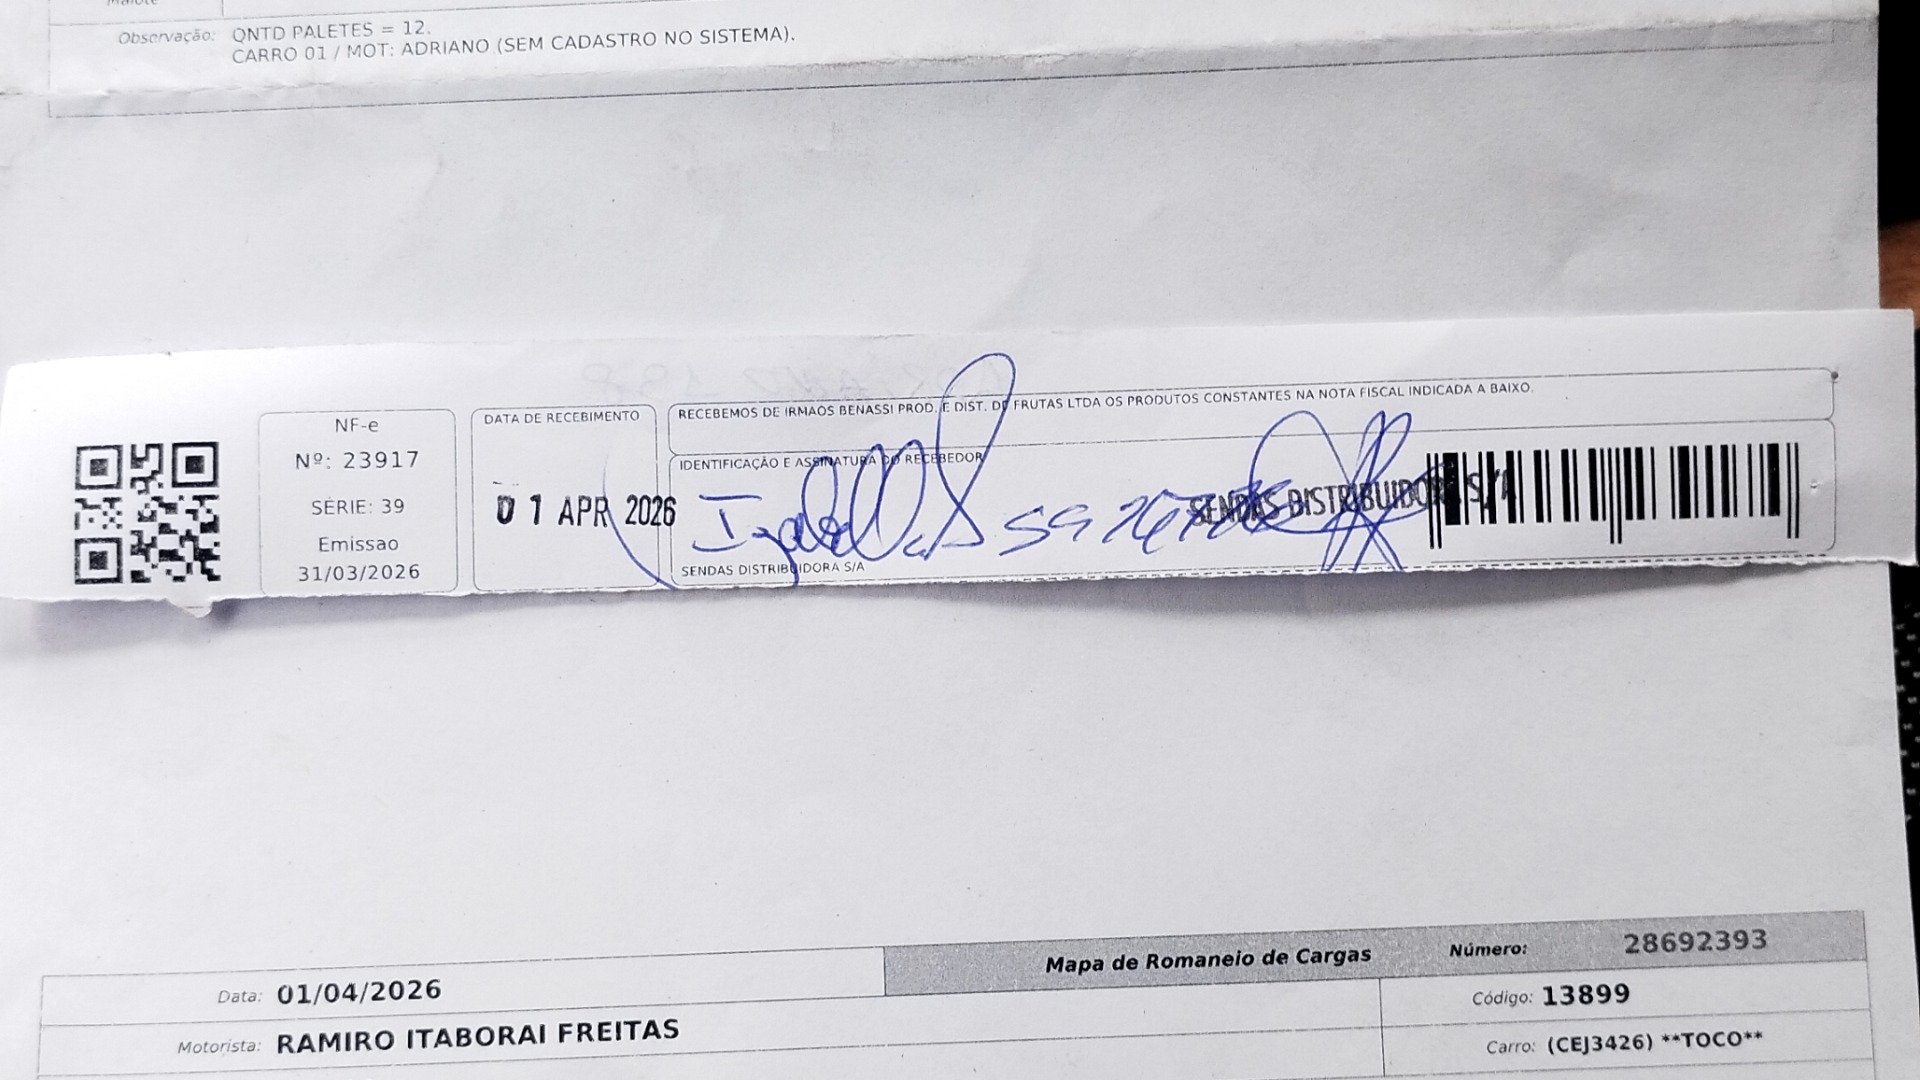 Observação: QNTD PALETES = 12.
CARRO 01 / MOT: ADRIANO (SEM CADASTRO NO SISTEMA).
NF-e
Nº: 23917
SERIE: 39
Emissao
31/03/2026
DATA DE RECEBIMENTO
01 APR 2026
RECEBEMOS DE IRMAOS BENASSI PROD. E DIST. DE FRUTAS LTDA OS PRODUTOS CONSTANTES NA NOTA FISCAL INDICADA A BAIXO.
IDENTIFICAÇÃO E ASSINATURA DO RECEBEDOR
SENDAS DISTRIBUIDORA S/A
SENDAS DISTRIBUIDORA S/A
Mapa de Romaneio de Cargas Número: 28692393
Data: 01/04/2026
Código: 13899
Motorista: RAMIRO ITABORAI FREITAS
Carro: (CEJ3426) **TOCO**